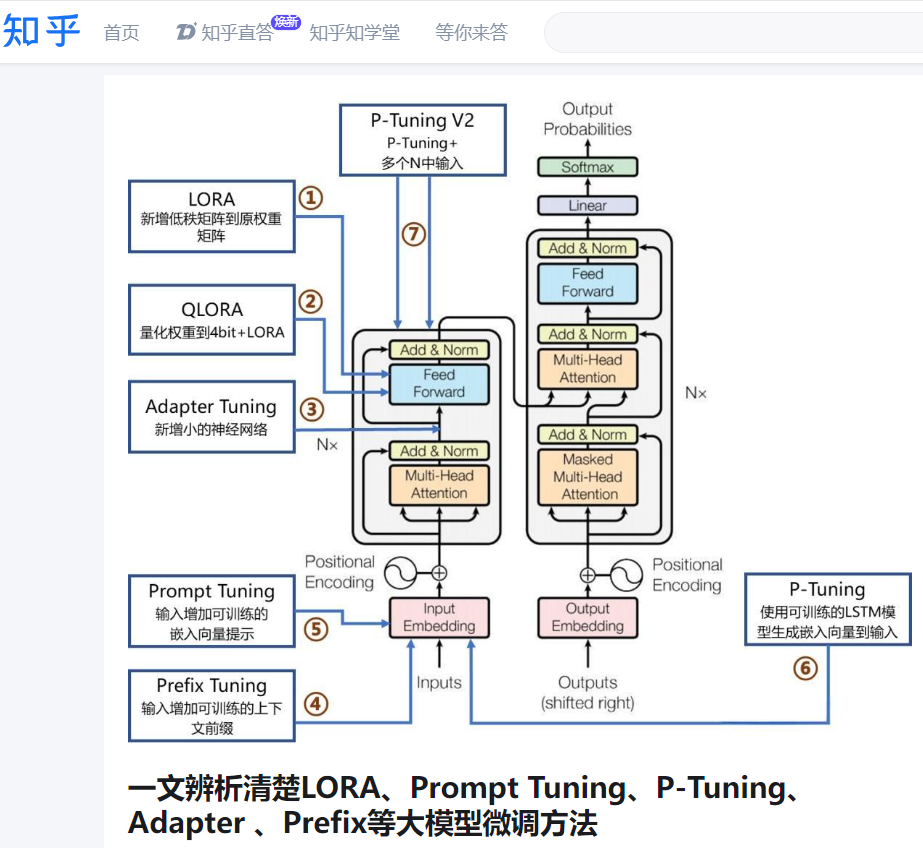 知乎 首页 知乎直答 焕新 知乎知学堂 等你来答
P-Tuning V2
P-Tuning+
多个N中输入
⑦
LORA
新增低秩矩阵到原权重
矩阵
①
QLORA
量化权重到4bit+LORA
②
Adapter Tuning
新增小的神经网络
③
Prompt Tuning
输入增加可训练的
嵌入向量提示
⑤
Prefix Tuning
输入增加可训练的上下
文前缀
④
Add & Norm
Feed
Forward
N×
Add & Norm
Multi-Head
Attention
Positional
Encoding
Input
Embedding
Inputs
Output
Probabilities
Softmax
Linear
Add & Norm
Feed
Forward
Add & Norm
Multi-Head
Attention
N×
Add & Norm
Masked
Multi-Head
Attention
Positional
Encoding
Output
Embedding
Outputs
(shifted right)
P-Tuning
使用可训练的LSTM模
型生成嵌入向量到输入
⑥
一文辨析清楚LORA、Prompt Tuning、P-Tuning、
Adapter 、Prefix等大模型微调方法